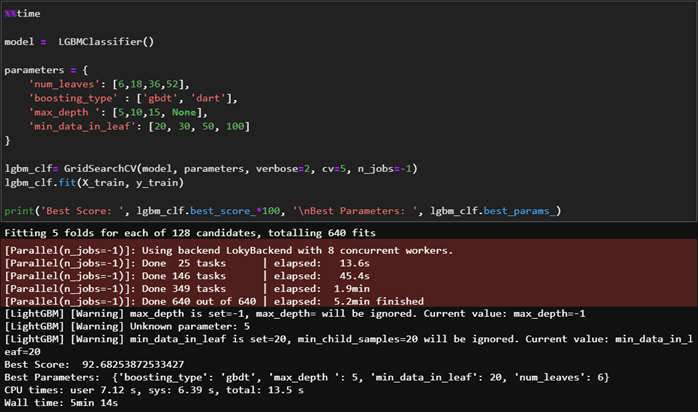 %%time
model =  LGBMClassifier()
parameters = {
    'num_leaves': [6,18,36,52],
    'boosting_type' : ['gbdt', 'dart'],
    'max_depth ': [5,10,15, None],
    'min_data_in_leaf': [20, 30, 50, 100]
}
lgbm_clf= GridSearchCV(model, parameters, verbose=2, cv=5, n_jobs=-1)
lgbm_clf.fit(X_train, y_train)
print('Best Score: ', lgbm_clf.best_score_*100, '\nBest Parameters: ', lgbm_clf.best_params_)
Fitting 5 folds for each of 128 candidates, totalling 640 fits
[Parallel(n_jobs=-1)]: Using backend LokyBackend with 8 concurrent workers.
[Parallel(n_jobs=-1)]: Done  25 tasks      | elapsed:   13.6s
[Parallel(n_jobs=-1)]: Done 146 tasks      | elapsed:   45.4s
[Parallel(n_jobs=-1)]: Done 349 tasks      | elapsed:  1.9min
[Parallel(n_jobs=-1)]: Done 640 out of 640 | elapsed:  5.2min finished
[LightGBM] [Warning] max_depth is set=-1, max_depth= will be ignored. Current value: max_depth=-1
[LightGBM] [Warning] Unknown parameter: 5
[LightGBM] [Warning] min_data_in_leaf is set=20, min_child_samples=20 will be ignored. Current value: min_data_in_l
eaf=20
Best Score:  92.68253872533427
Best Parameters:  {'boosting_type': 'gbdt', 'max_depth ': 5, 'min_data_in_leaf': 20, 'num_leaves': 6}
CPU times: user 7.12 s, sys: 6.39 s, total: 13.5 s
Wall time: 5min 14s